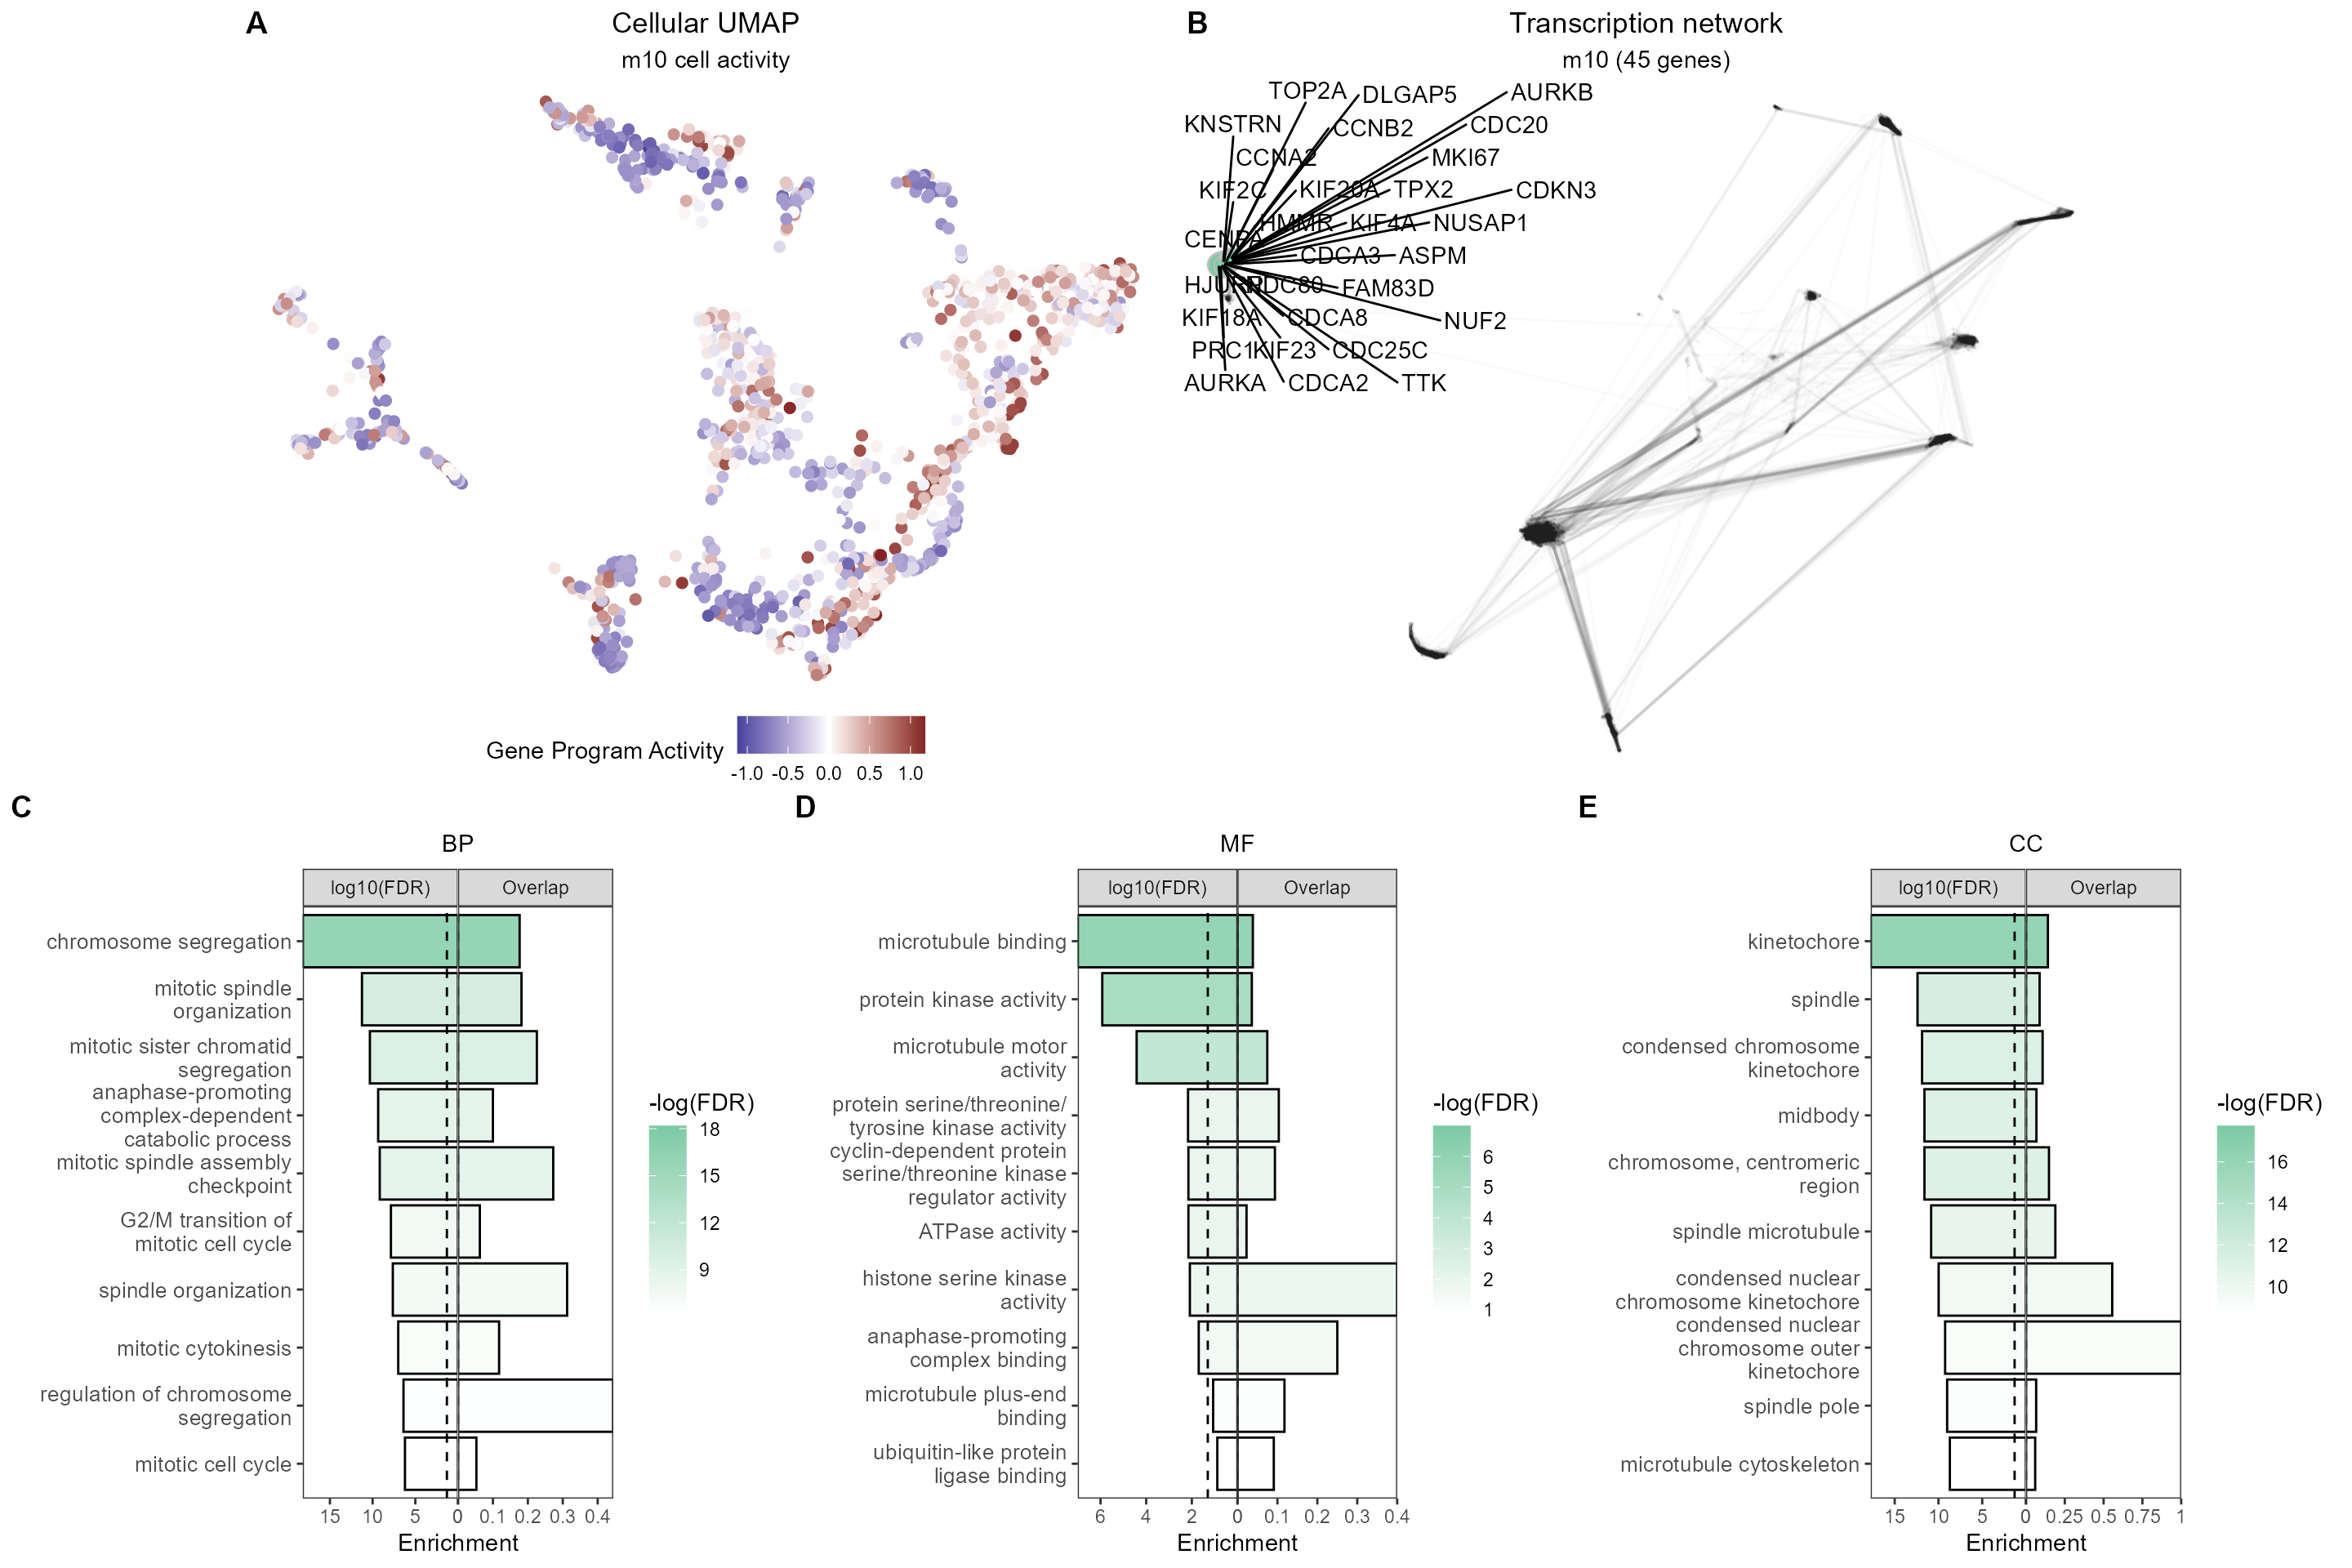 A
Cellular UMAP
m10 cell activity
Gene Program Activity
-1.0 -0.5 0.0 0.5 1.0
B
Transcription network
m10 (45 genes)
TOP2A DLGAP5 AURKB
KNSTRN CCNB2 CDC20
CCNA2 MKI67
KIF2C KIF20A TPX2 CDKN3
HMMR KIF4A NUSAP1
CENPA
CDCA3 ASPM
HJURP NDC80 FAM83D
KIF18A CDCA8 NUF2
PRC1 KIF23 CDC25C
AURKA CDCA2 TTK
C
BP
log10(FDR) Overlap
chromosome segregation
mitotic spindle
organization
mitotic sister chromatid
segregation
anaphase-promoting
complex-dependent
catabolic process
mitotic spindle assembly
checkpoint
G2/M transition of
mitotic cell cycle
spindle organization
mitotic cytokinesis
regulation of chromosome
segregation
mitotic cell cycle
15 10 5 0 0.1 0.2 0.3 0.4
Enrichment
-log(FDR)
18
15
12
9
D
MF
log10(FDR) Overlap
microtubule binding
protein kinase activity
microtubule motor
activity
protein serine/threonine/
tyrosine kinase activity
cyclin-dependent protein
serine/threonine kinase
regulator activity
ATPase activity
histone serine kinase
activity
anaphase-promoting
complex binding
microtubule plus-end
binding
ubiquitin-like protein
ligase binding
6 4 2 0 0.1 0.2 0.3 0.4
Enrichment
-log(FDR)
6
5
4
3
2
1
E
CC
log10(FDR) Overlap
kinetochore
spindle
condensed chromosome
kinetochore
midbody
chromosome, centromeric
region
spindle microtubule
condensed nuclear
chromosome kinetochore
condensed nuclear
chromosome outer
kinetochore
spindle pole
microtubule cytoskeleton
15 10 5 0 0.25 0.5 0.75 1
Enrichment
-log(FDR)
16
14
12
10